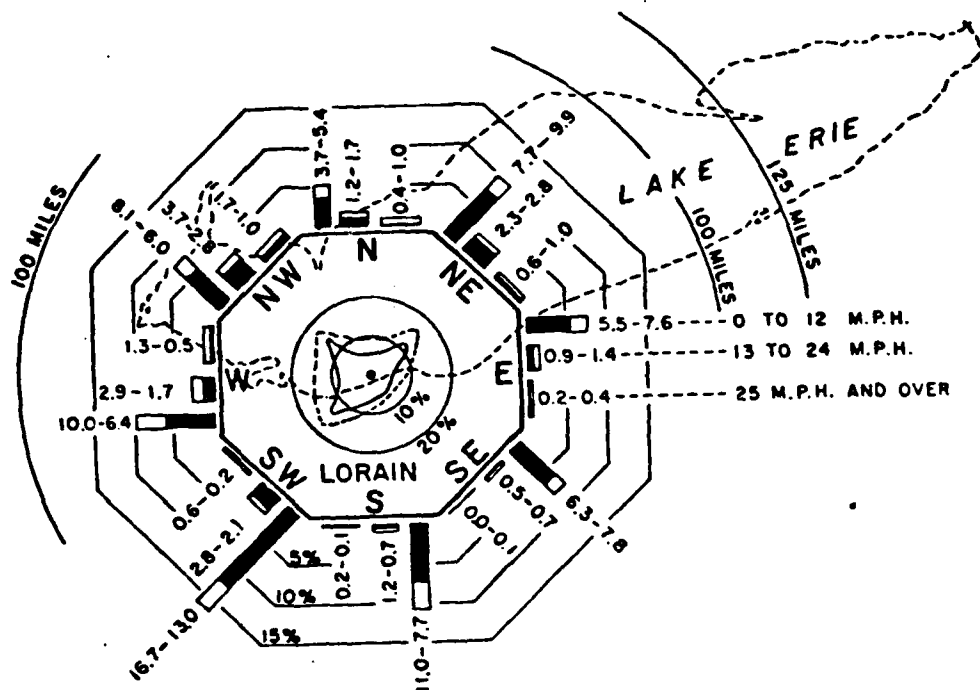 LAKE ERIE
100 MILES
125 MILES
100 MILES
N
3.7-5.4
1.2-1.7
0.4-1.0
NE
7.7-9.9
2.3-2.8
0.6-1.0
E
5.5-7.6 0 TO 12 M.P.H.
0.9-1.4 13 TO 24 M.P.H.
0.2-0.4 25 M.P.H. AND OVER
SE
6.3-7.8
0.5-0.7
0.0-0.1
S
11.0-7.7
1.2-0.7
0.2-0.1
SW
16.7-13.0
2.8-2.1
0.6-0.2
W
10.0-6.4
2.9-1.7
1.3-0.5
NW
8.1-6.0
3.7-2.8
1.7-1.0
10%
20%
LORAIN
5%
10%
15%